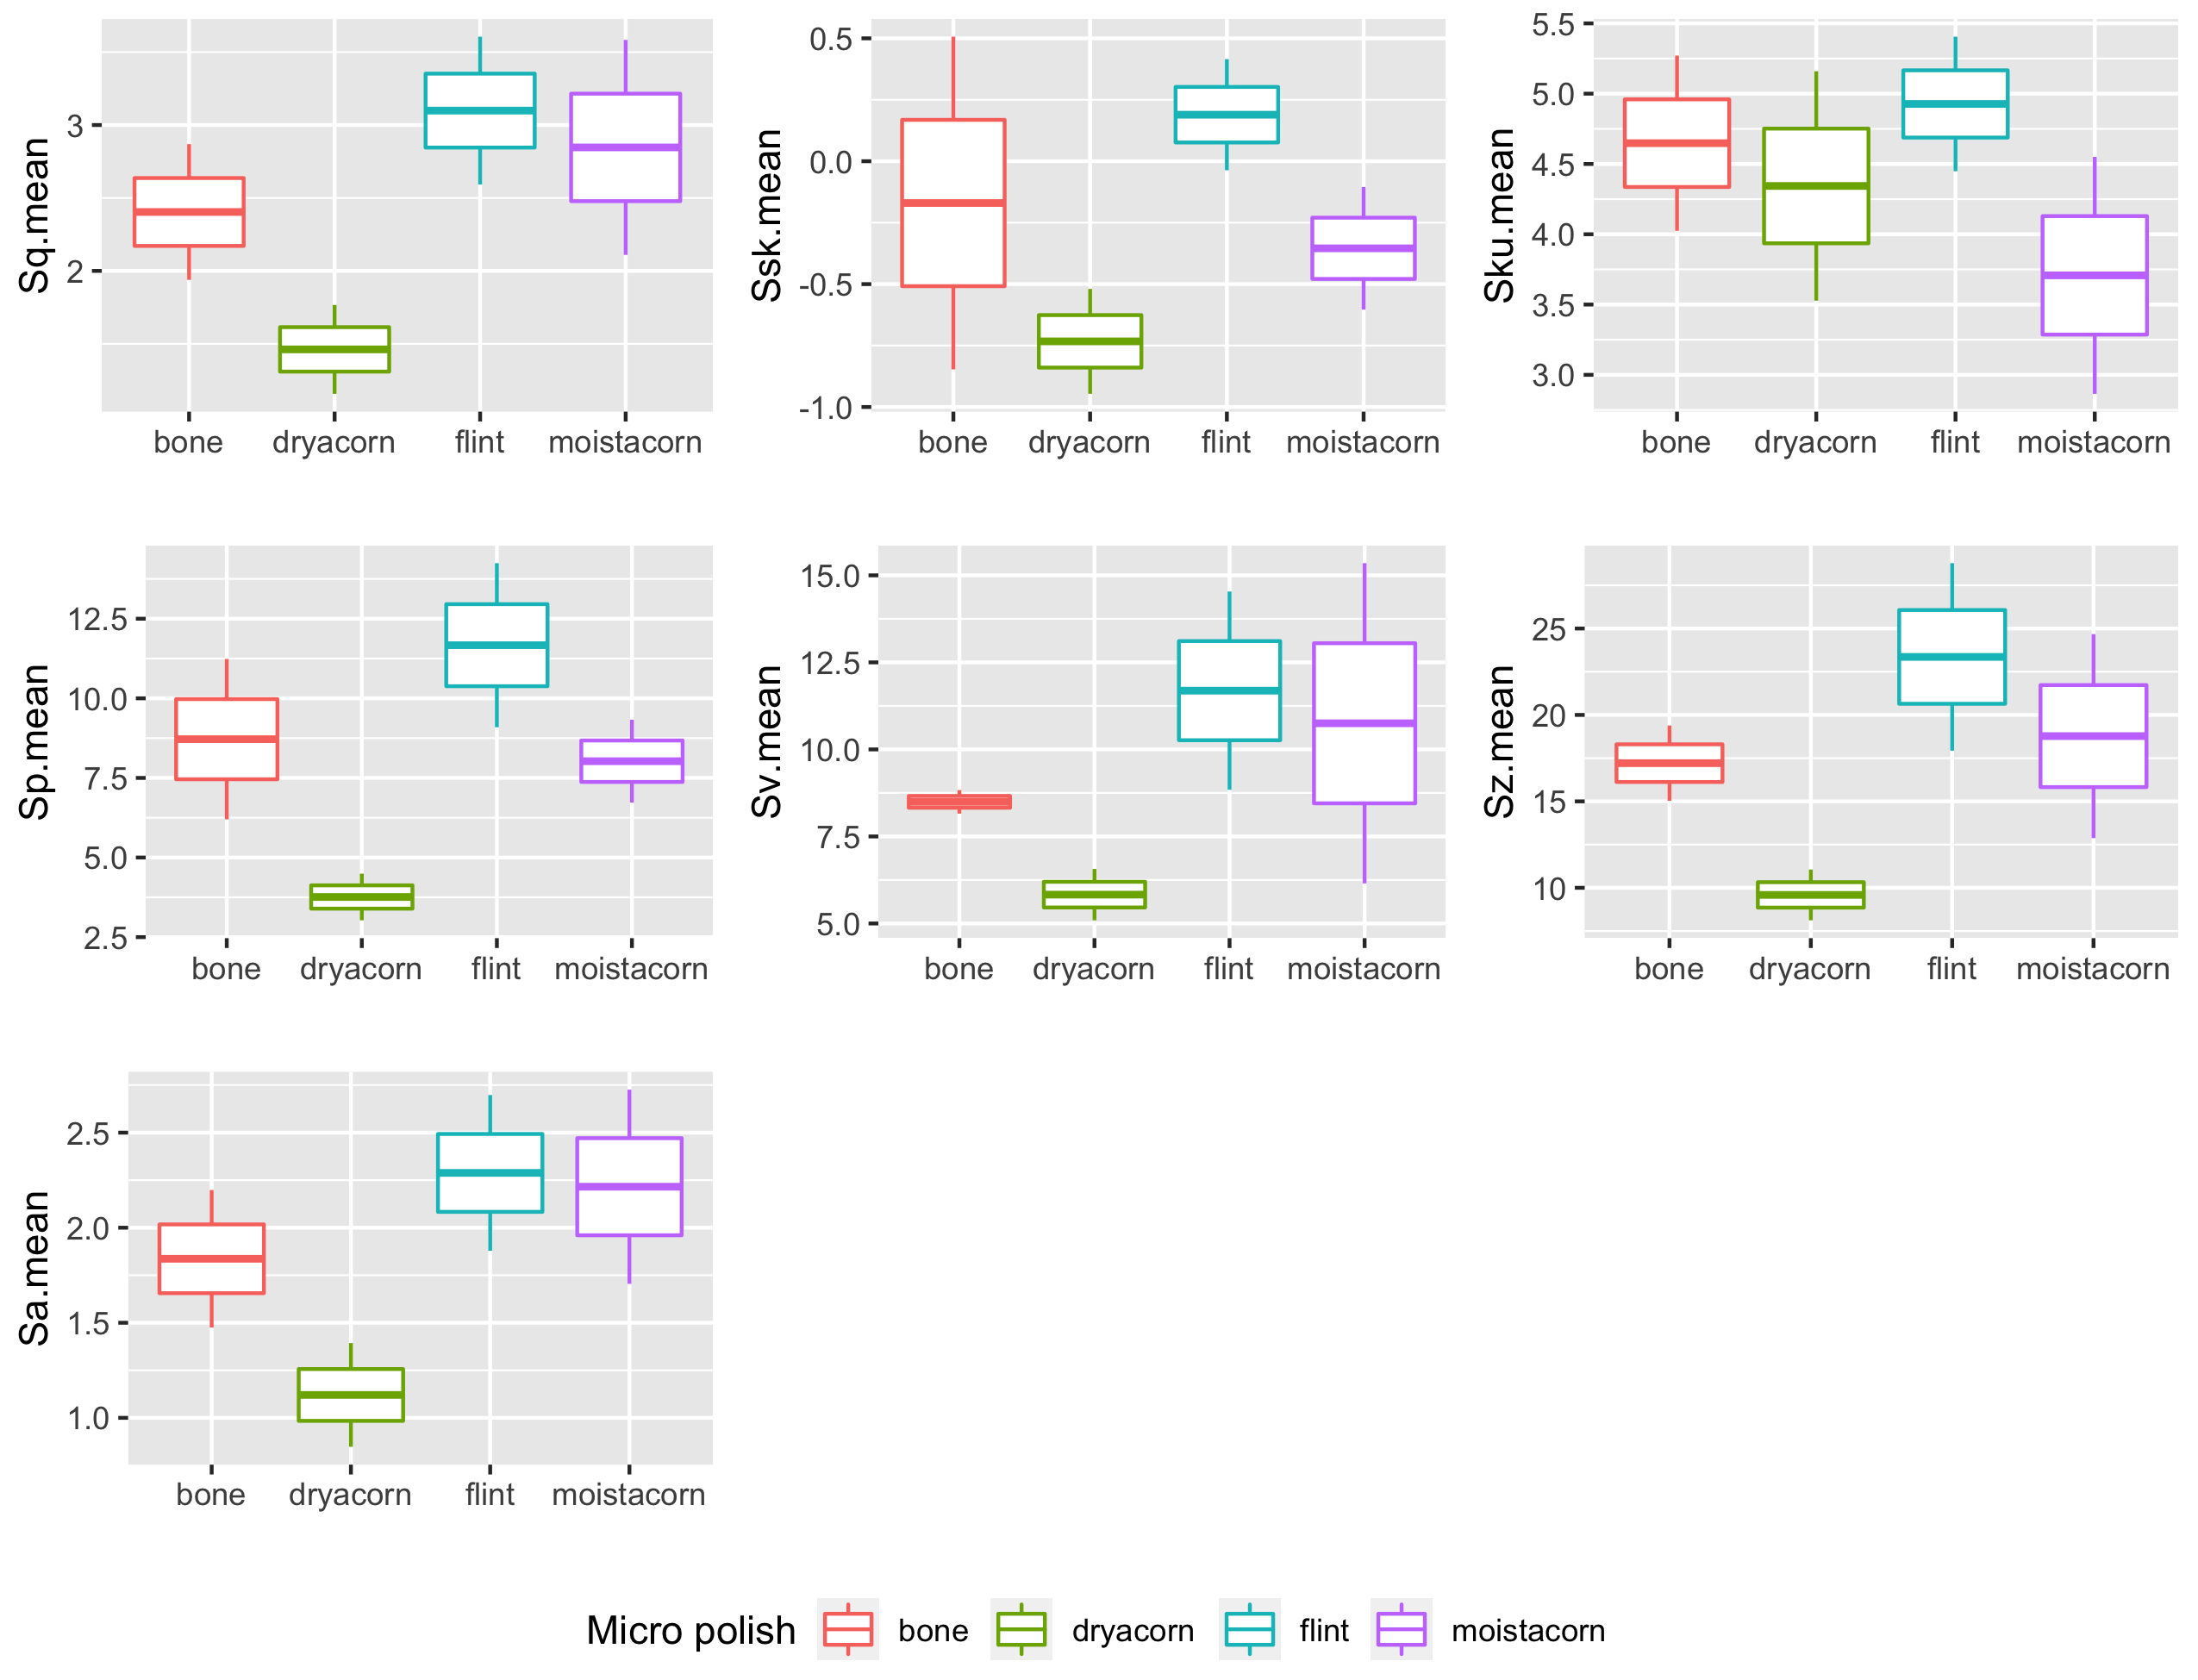 Sq.mean
3
2
bone dryacorn flint moistacorn
Ssk.mean
0.5
0.0
-0.5
-1.0
bone dryacorn flint moistacorn
Sku.mean
5.5
5.0
4.5
4.0
3.5
3.0
bone dryacorn flint moistacorn
Sp.mean
12.5
10.0
7.5
5.0
2.5
bone dryacorn flint moistacorn
Sv.mean
15.0
12.5
10.0
7.5
5.0
bone dryacorn flint moistacorn
Sz.mean
25
20
15
10
bone dryacorn flint moistacorn
Sa.mean
2.5
2.0
1.5
1.0
bone dryacorn flint moistacorn
Micro polish bone dryacorn flint moistacorn